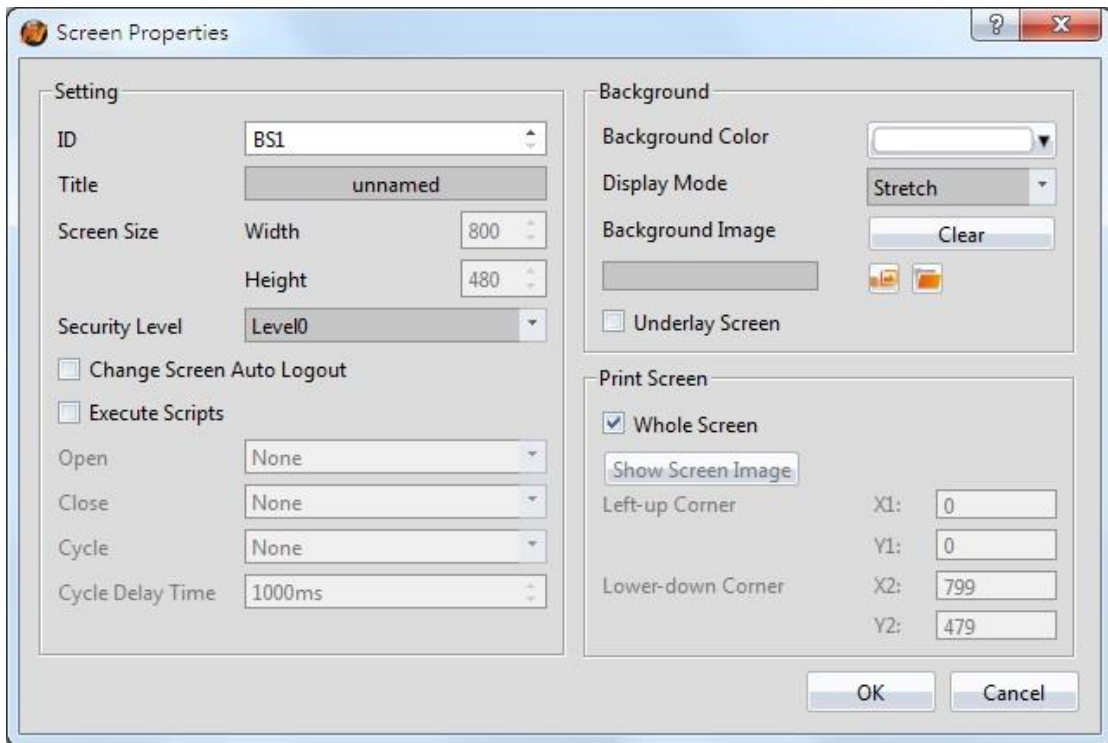 Screen Properties
?
Setting
ID BS1
Title unnamed
Screen Size Width 800
Height 480
Security Level Level0
Change Screen Auto Logout
Execute Scripts
Open None
Close None
Cycle None
Cycle Delay Time 1000ms
Background
Background Color
Display Mode Stretch
Background Image Clear
Underlay Screen
Print Screen
Whole Screen
Show Screen Image
Left-up Corner X1: 0
Y1: 0
Lower-down Corner X2: 799
Y2: 479
OK Cancel